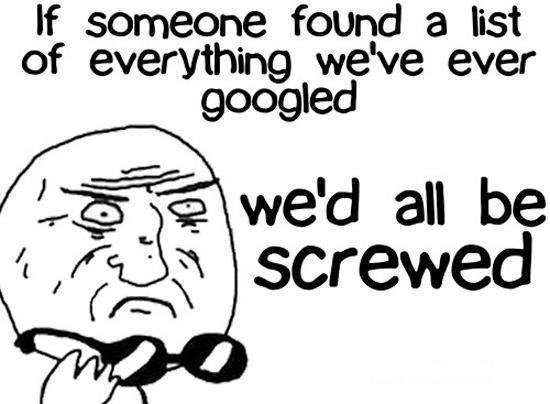 If someone found a list
of everything we've ever
googled
we'd all be
screwed